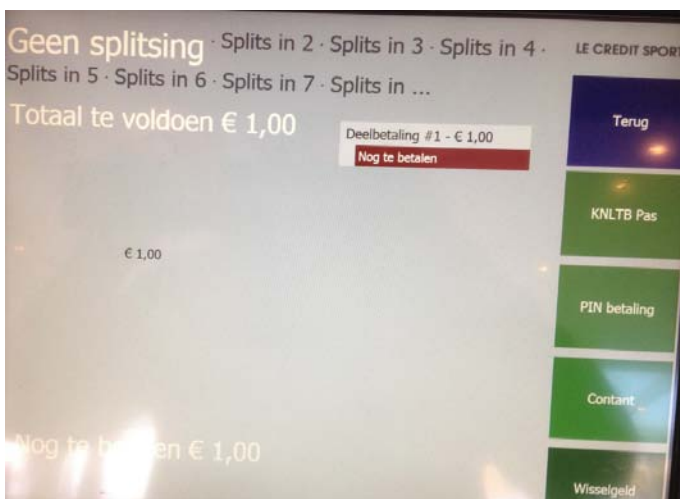 Geen splitsing · Splits in 2 · Splits in 3 · Splits in 4 ·
Splits in 5 · Splits in 6 · Splits in 7 · Splits in ...
LE CREDIT SPORT
Totaal te voldoen € 1,00
Deelbetaling #1 - € 1,00
Nog te betalen
€ 1,00
Terug
KNLTB Pas
PIN betaling
Contant
Wisselgeld
Nog te betalen € 1,00